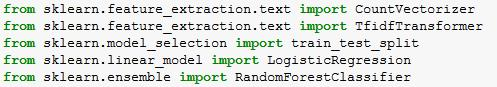 from sklearn.feature_extraction.text import CountVectorizer
from sklearn.feature_extraction.text import TfidfTransformer
from sklearn.model_selection import train_test_split
from sklearn.linear_model import LogisticRegression
from sklearn.ensemble import RandomForestClassifier